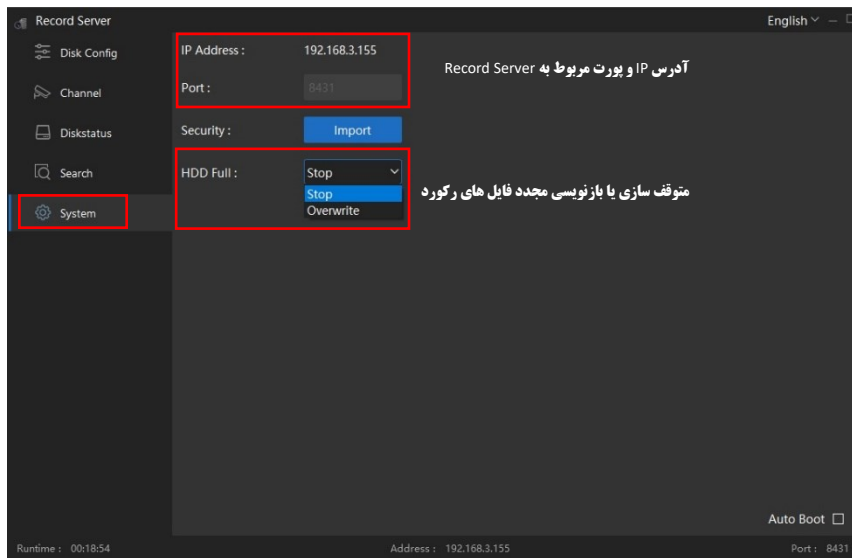 Record Server
English
Disk Config
Channel
Diskstatus
Search
System
IP Address :
192.168.3.155
Port :
8431
آدرس IP و پورت مربوط به Record Server
Security :
Import
HDD Full :
Stop
Stop
Overwrite
متوقف سازی یا بازنویسی مجدد فایل های رکورد
Auto Boot
Runtime : 00:18:54
Address : 192.168.3.155
Port : 8431